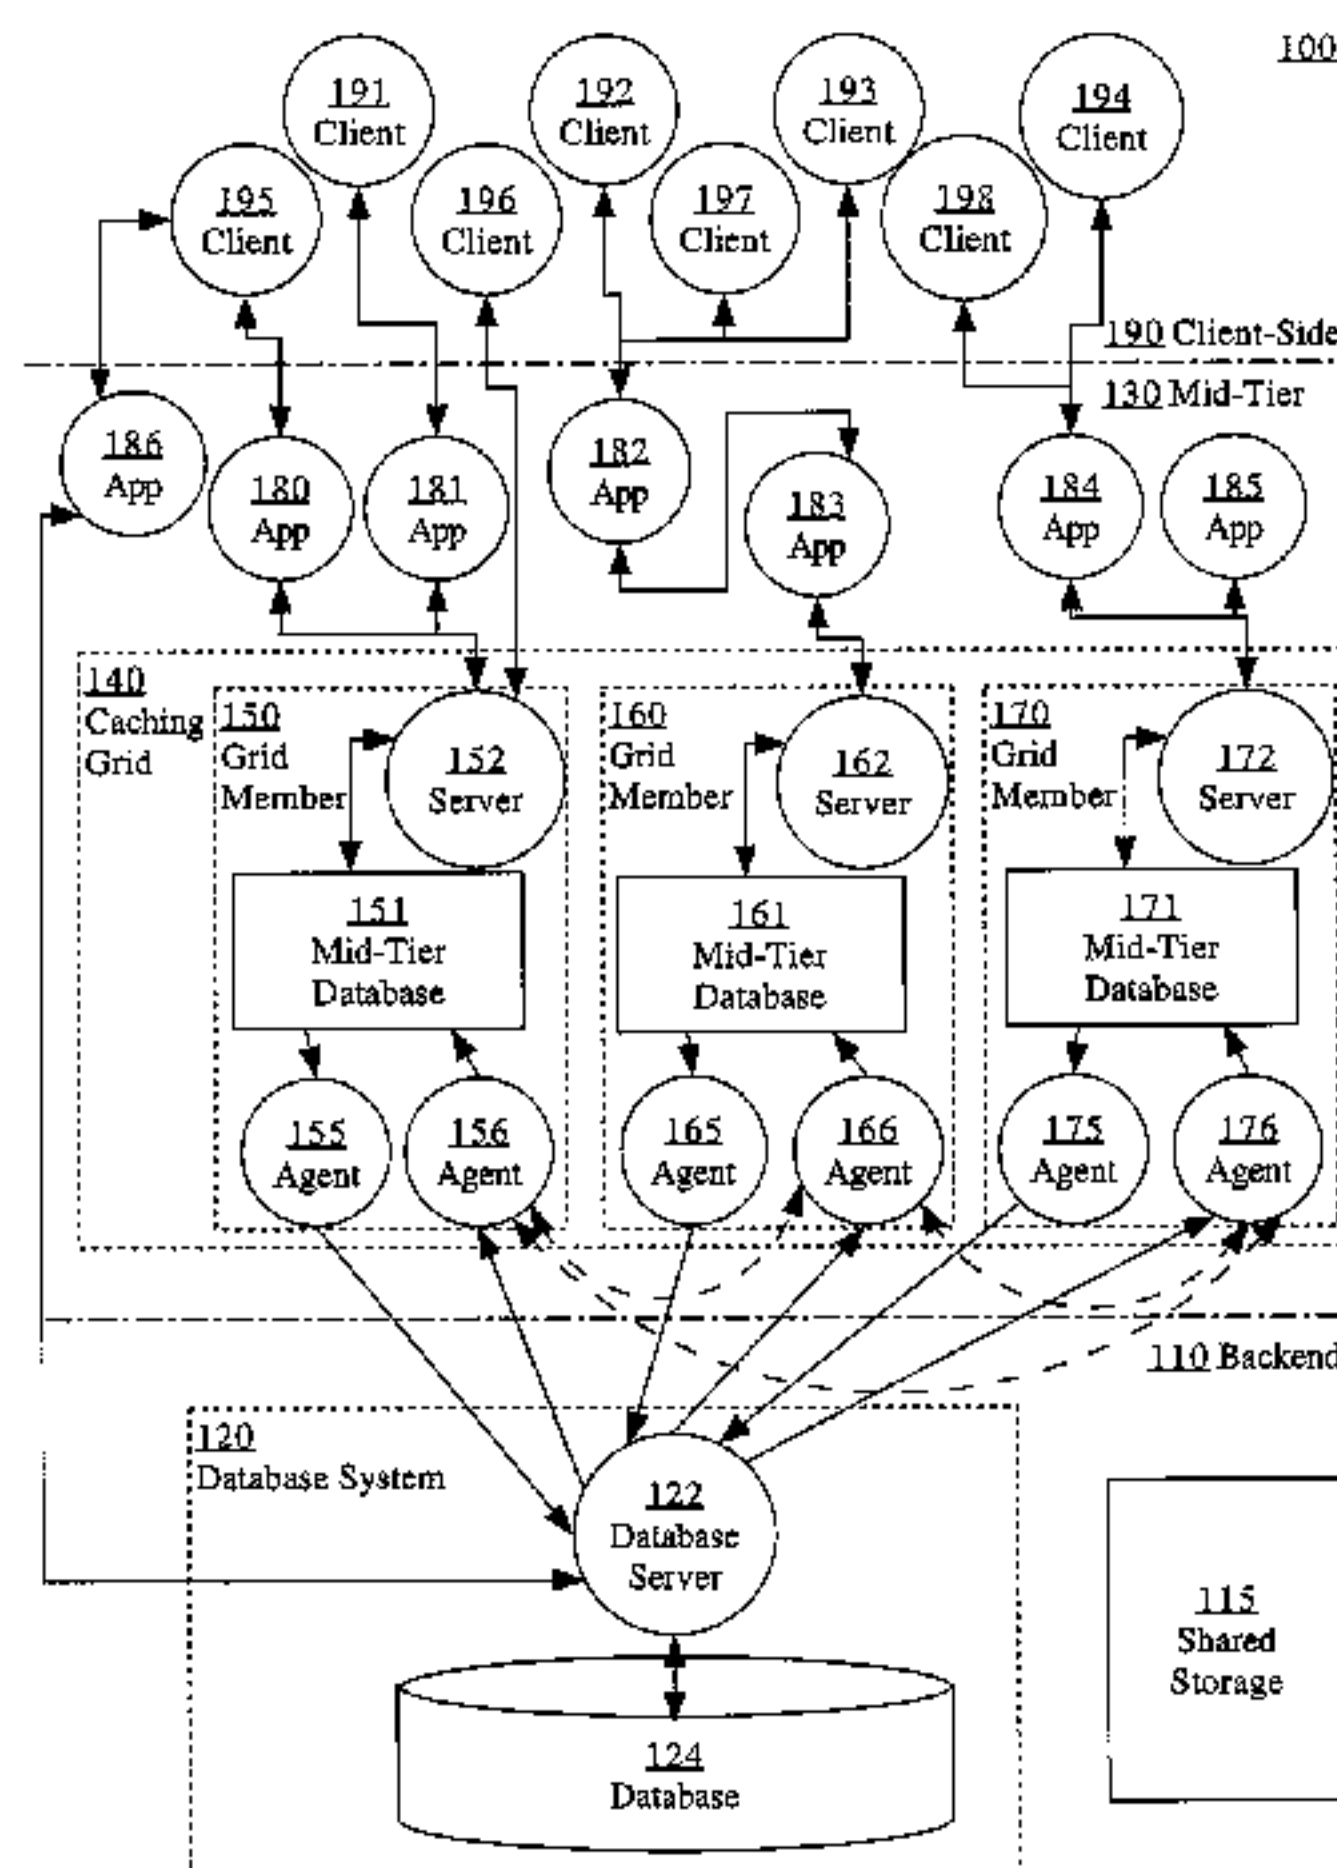 100
191
Client
192
Client
193
Client
194
Client
195
Client
196
Client
197
Client
198
Client
190 Client-Side
130 Mid-Tier
186
App
180
App
181
App
182
App
183
App
184
App
185
App
140
Caching
Grid
150
Grid
Member
152
Server
160
Grid
Member
162
Server
170
Grid
Member
172
Server
151
Mid-Tier
Database
161
Mid-Tier
Database
171
Mid-Tier
Database
155
Agent
156
Agent
165
Agent
166
Agent
175
Agent
176
Agent
110 Backend
120
Database System
122
Database
Server
115
Shared
Storage
124
Database